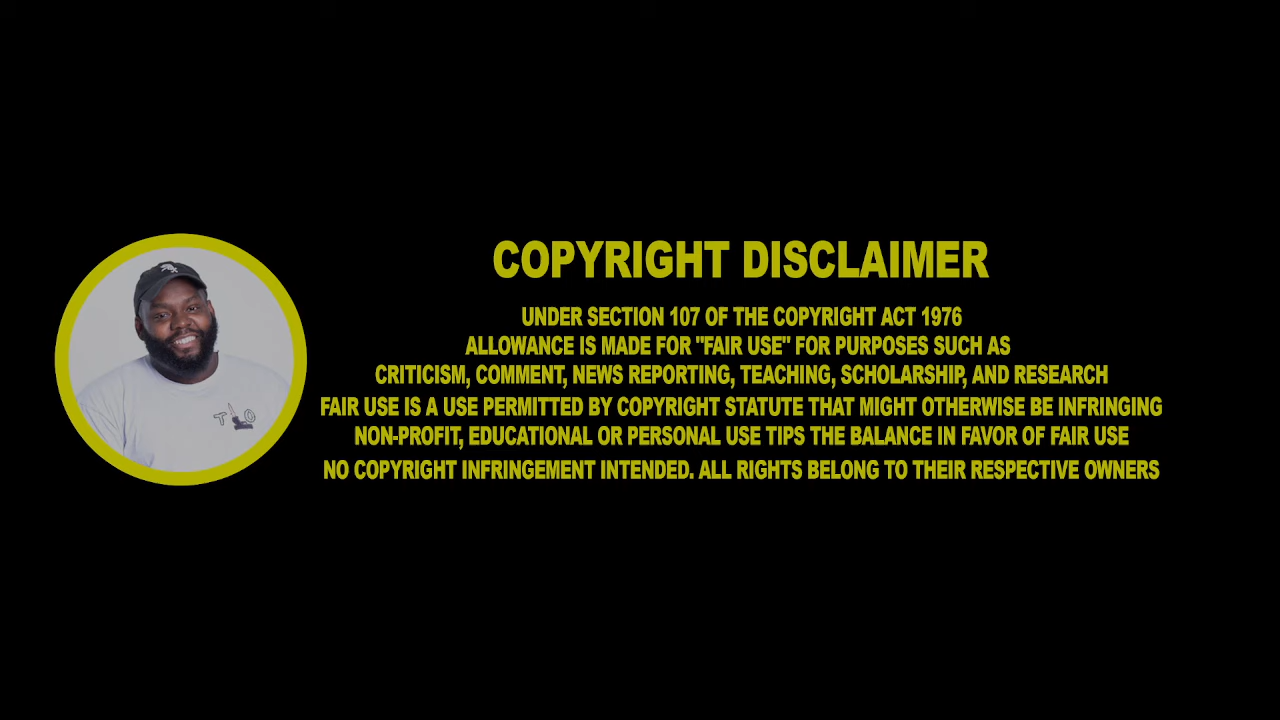 COPYRIGHT DISCLAIMER
UNDER SECTION 107 OF THE COPYRIGHT ACT 1976
ALLOWANCE IS MADE FOR "FAIR USE" FOR PURPOSES SUCH AS
CRITICISM, COMMENT, NEWS REPORTING, TEACHING, SCHOLARSHIP, AND RESEARCH
FAIR USE IS A USE PERMITTED BY COPYRIGHT STATUTE THAT MIGHT OTHERWISE BE INFRINGING
NON-PROFIT, EDUCATIONAL OR PERSONAL USE TIPS THE BALANCE IN FAVOR OF FAIR USE
NO COPYRIGHT INFRINGEMENT INTENDED. ALL RIGHTS BELONG TO THEIR RESPECTIVE OWNERS